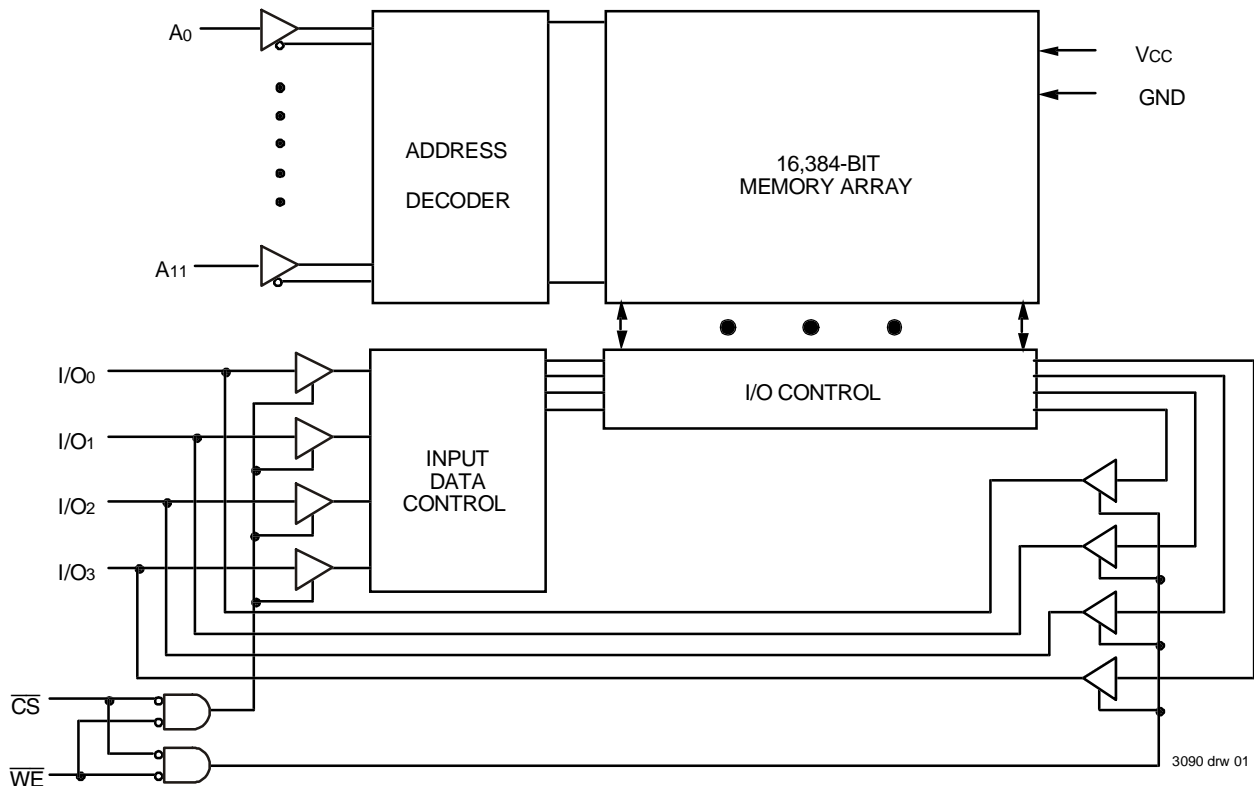 A0
VCC
GND
ADDRESS
DECODER
16,384-BIT
MEMORY ARRAY
A11
I/O0
I/O1
I/O2
I/O3
INPUT
DATA
CONTROL
I/O CONTROL
CS
WE
3090 drw 01